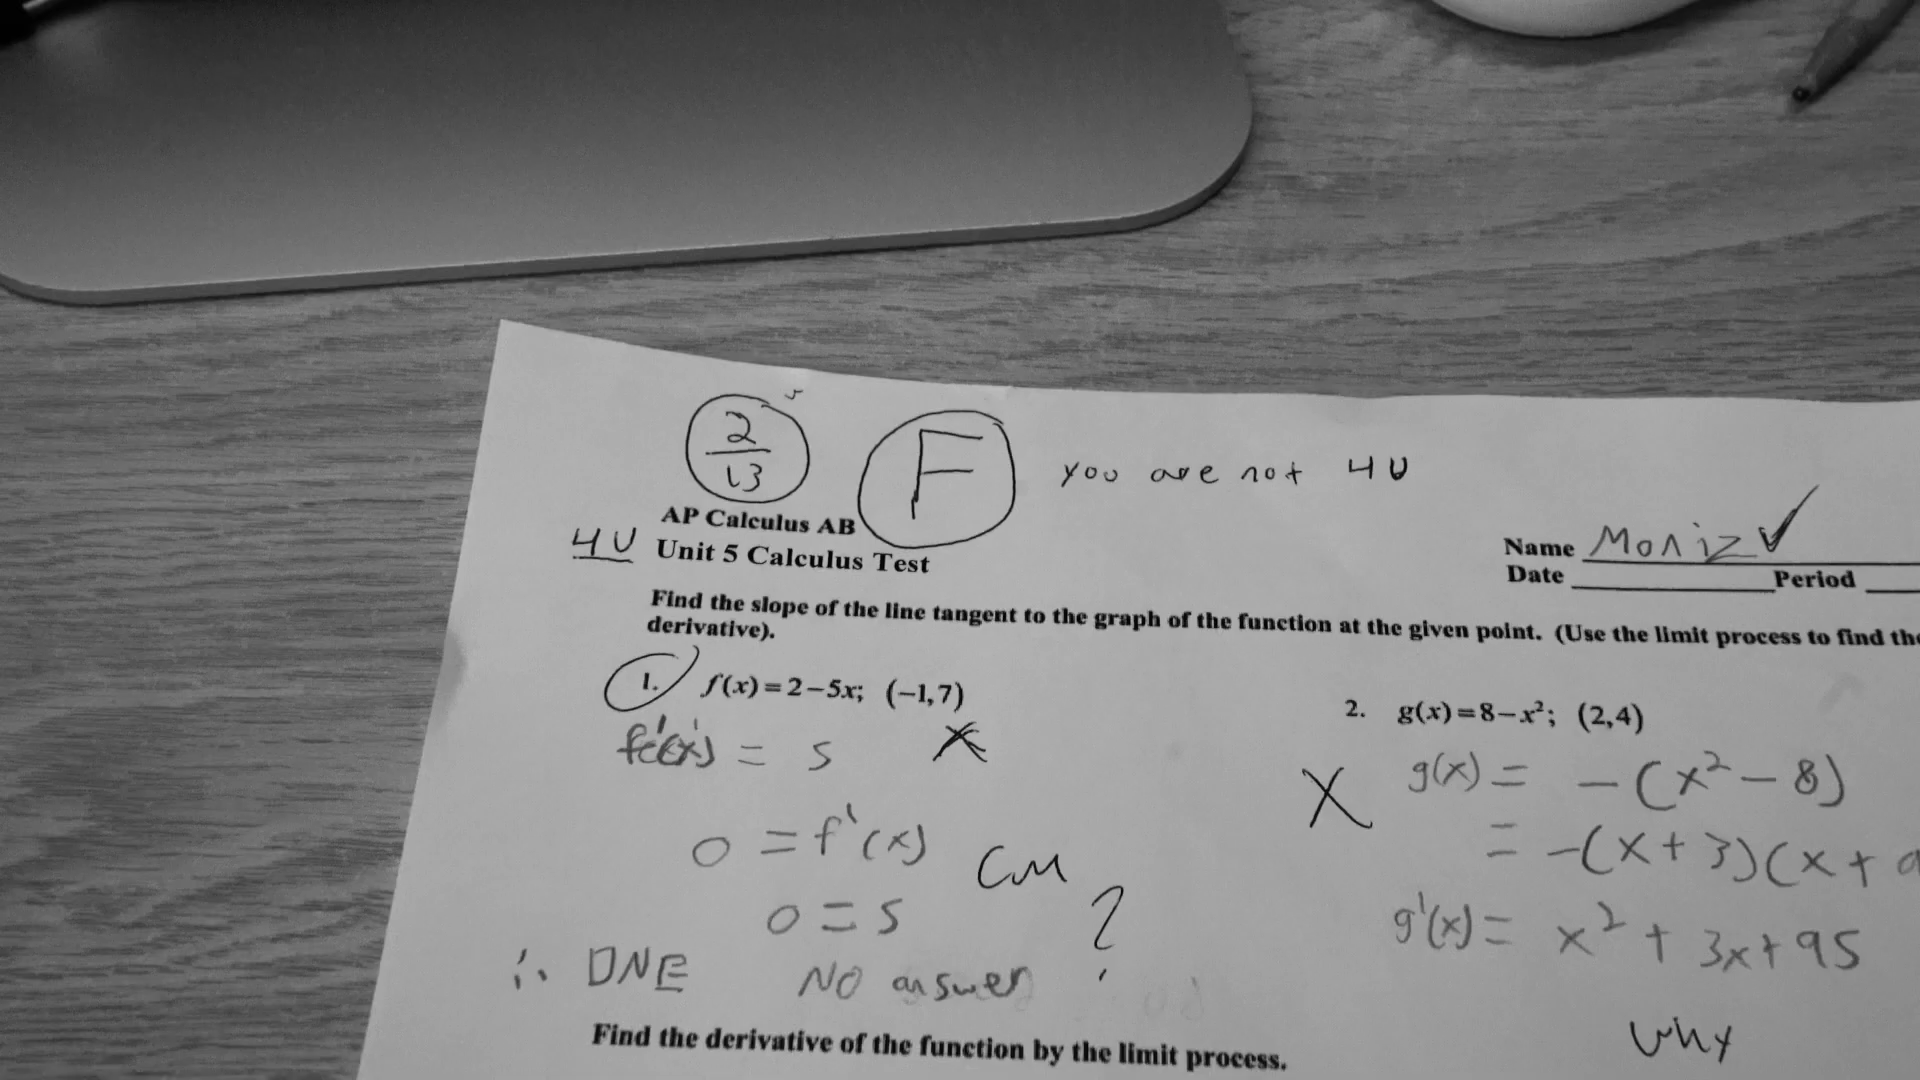 2/13
F
you are not 4U
AP Calculus AB
4U Unit 5 Calculus Test
Name Moniz ✓
Date Period
Find the slope of the line tangent to the graph of the function at the given point. (Use the limit process to find the
derivative).
1. f(x)=2-5x; (-1,7)
= 5
0 = f'(x)
CM
0 = 5
?
∴ DNE No answer
2. g(x)=8-x²; (2,4)
X
g(x) = -(x² - 8)
= -(x+3)(x+
g'(x) = x² + 3x + 95
why
Find the derivative of the function by the limit process.